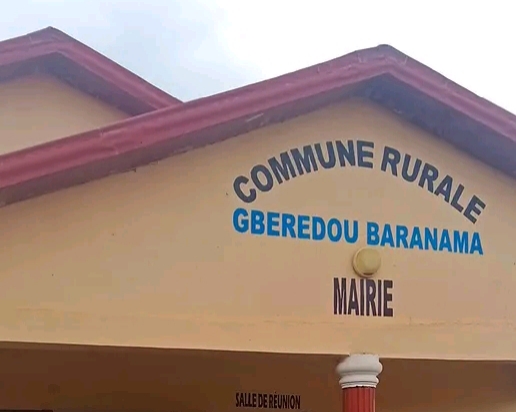 COMMUNE RURALE
GBEREDOU BARANAMA
MAIRIE
SALLE DE REUNION